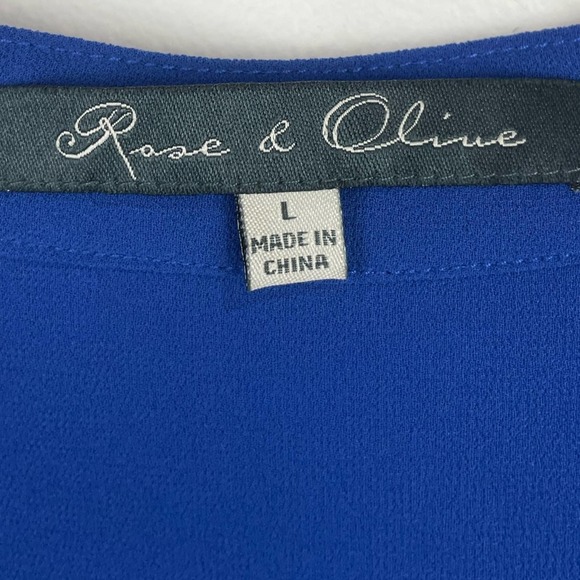 Rose & Olive
L
MADE IN
CHINA